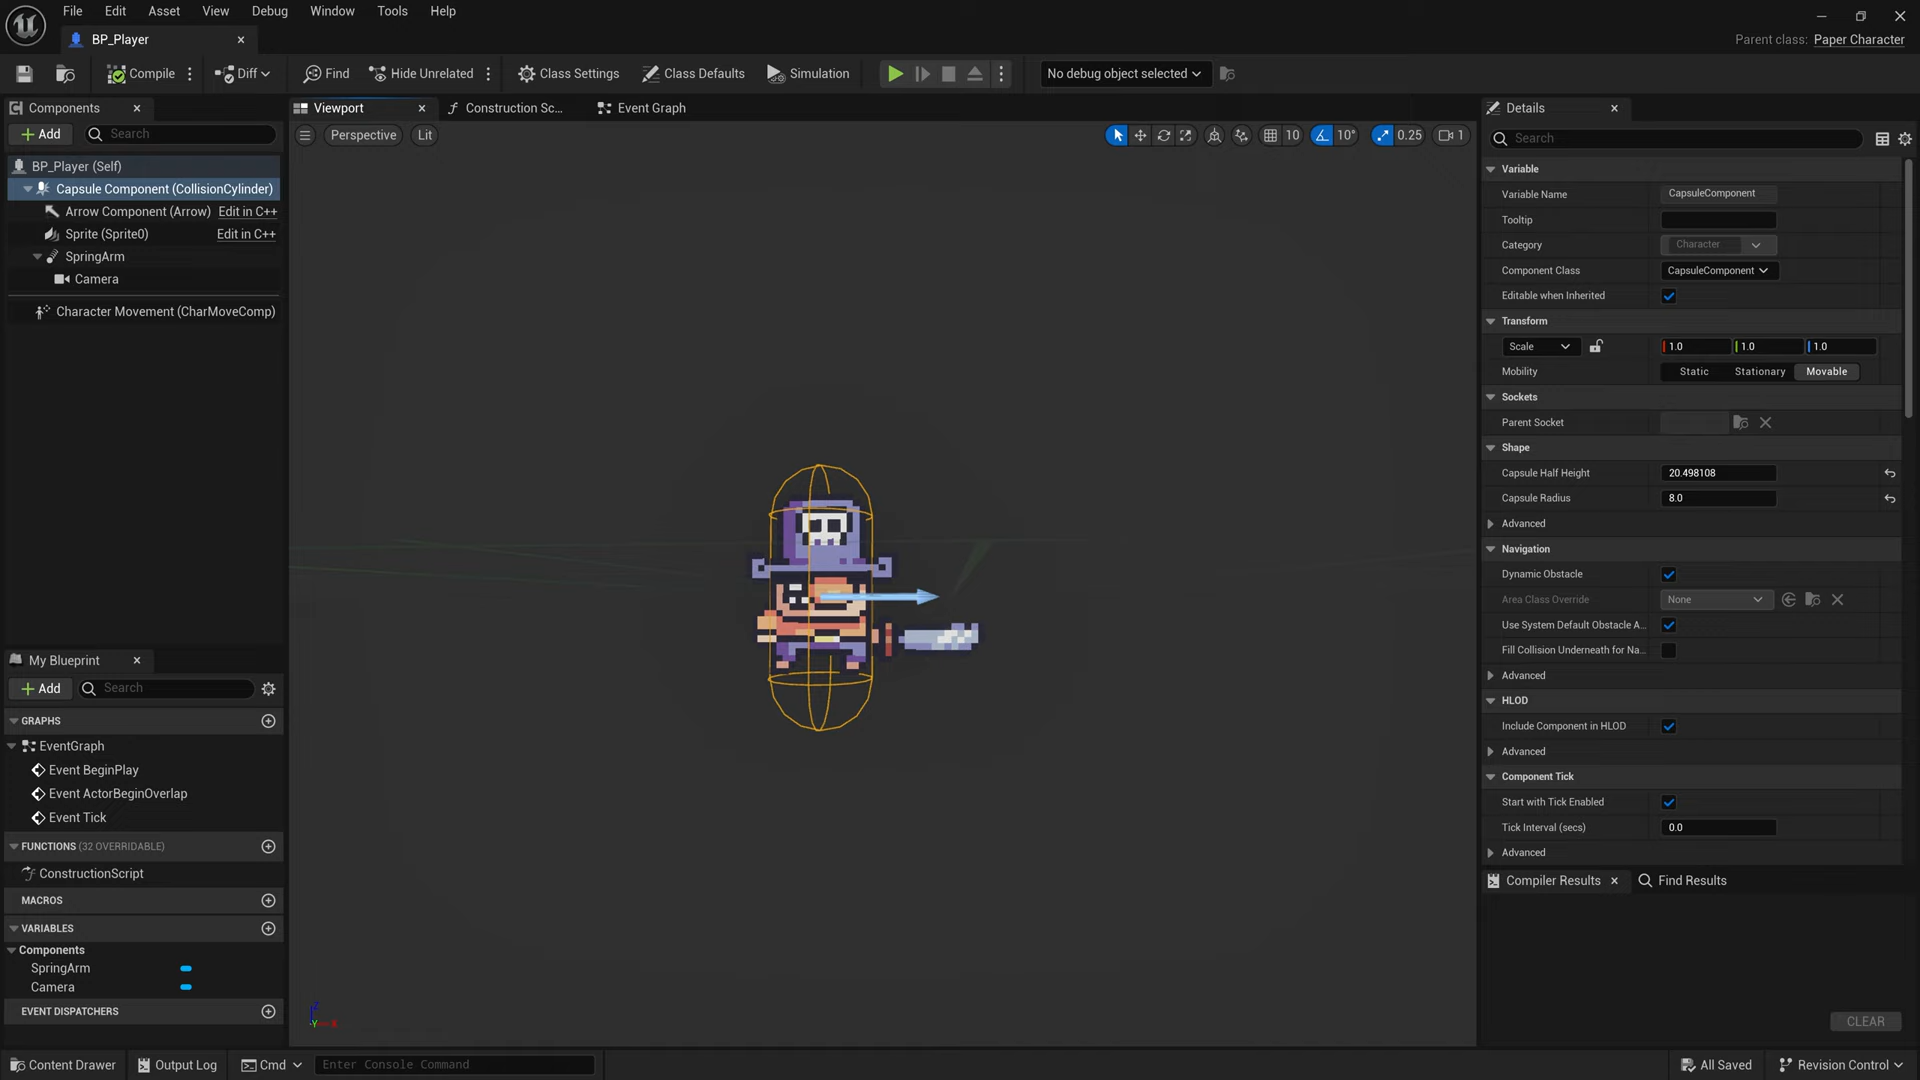 File Edit Asset View Debug Window Tools Help
BP_Player
Parent class: Paper Character
Compile Diff Find Hide Unrelated Class Settings Class Defaults Simulation No debug object selected
Components
Add Search
BP_Player (Self)
Capsule Component (CollisionCylinder)
Arrow Component (Arrow) Edit in C++
Sprite (Sprite0) Edit in C++
SpringArm
Camera
Character Movement (CharMoveComp)
My Blueprint
Add Search
GRAPHS
EventGraph
Event BeginPlay
Event ActorBeginOverlap
Event Tick
FUNCTIONS (32 OVERRIDABLE)
ConstructionScript
MACROS
VARIABLES
Components
SpringArm
Camera
EVENT DISPATCHERS
Viewport Construction Sc... Event Graph
Perspective Lit 10 10° 0.25 1
Z
Y X
Details
Search
Variable
Variable Name CapsuleComponent
Tooltip
Category Character
Component Class CapsuleComponent
Editable when Inherited
Transform
Scale 1.0 1.0 1.0
Mobility Static Stationary Movable
Sockets
Parent Socket
Shape
Capsule Half Height 20.498108
Capsule Radius 8.0
Advanced
Navigation
Dynamic Obstacle
Area Class Override None
Use System Default Obstacle A...
Fill Collision Underneath for Na...
Advanced
HLOD
Include Component in HLOD
Advanced
Component Tick
Start with Tick Enabled
Tick Interval (secs) 0.0
Advanced
Compiler Results Find Results
CLEAR
Content Drawer Output Log Cmd Enter Console Command All Saved Revision Control